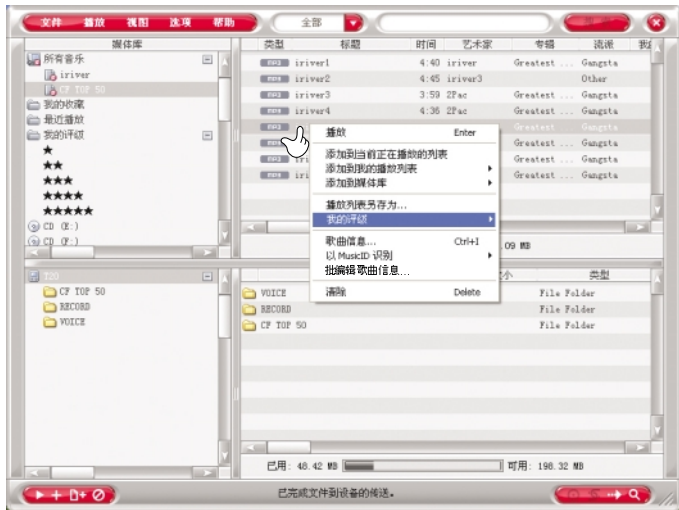 文件 播放 视图 选项 帮助 全部
媒体库 类型 标题 时间 艺术家 专辑 流派
所有音乐 iriver1 4:40 iriver Greatest ... Gangsta
iriver iriver2 4:45 iriver3 Other
CF TOP 50 iriver3 3:59 2Pac Greatest ... Gangsta
我的收藏 iriver4 4:36 2Pac Greatest ... Gangsta
最近播放 Greatest Gangsta
我的评级 Greatest ... Gangsta
★ iri Greatest ... Gangsta
★★ iri Greatest ... Gangsta
★★★
★★★★
★★★★★
CD (E:)
CD (F:)
播放 Enter
添加到当前正在播放的列表
添加到我的播放列表
添加到媒体库
播放列表另存为...
我的评级
歌曲信息... Ctrl+I
以 MusicID 识别
批编辑歌曲信息...
清除 Delete
.09 MB
T20 小 类型
CF TOP 50 VOICE File Folder
RECORD RECORD File Folder
VOICE CF TOP 50 File Folder
已用: 48.42 MB 可用: 198.32 MB
已完成文件到设备的传送。